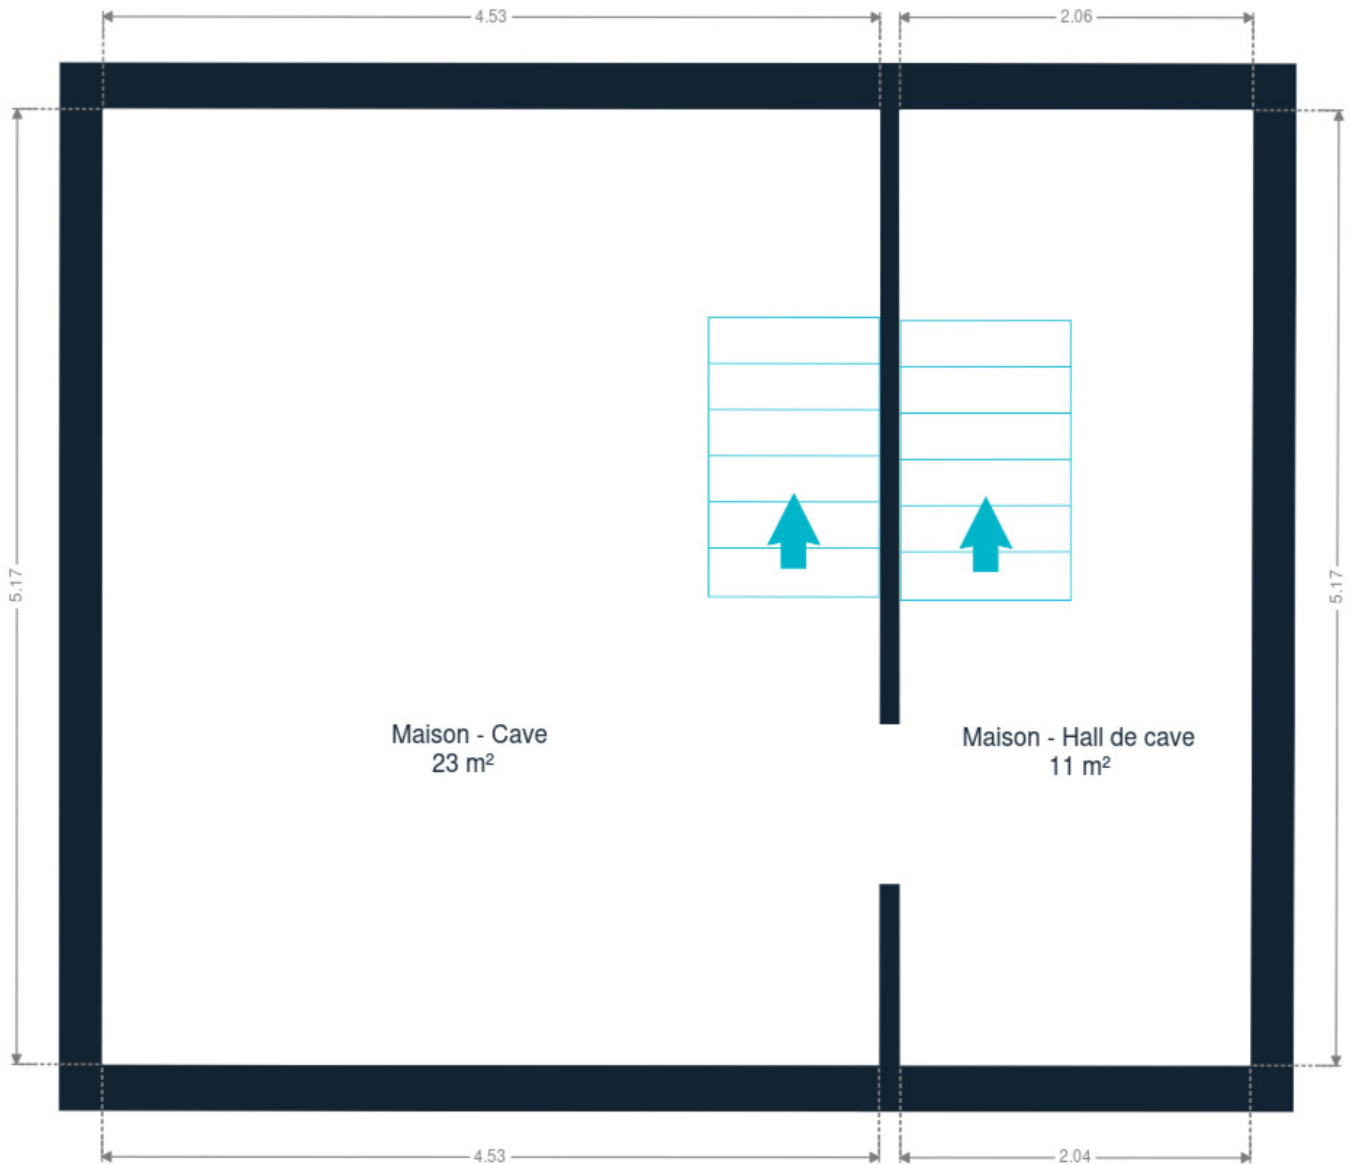 4.53
2.06
5.17
5.17
Maison - Cave
23 m²
Maison - Hall de cave
11 m²
4.53
2.04